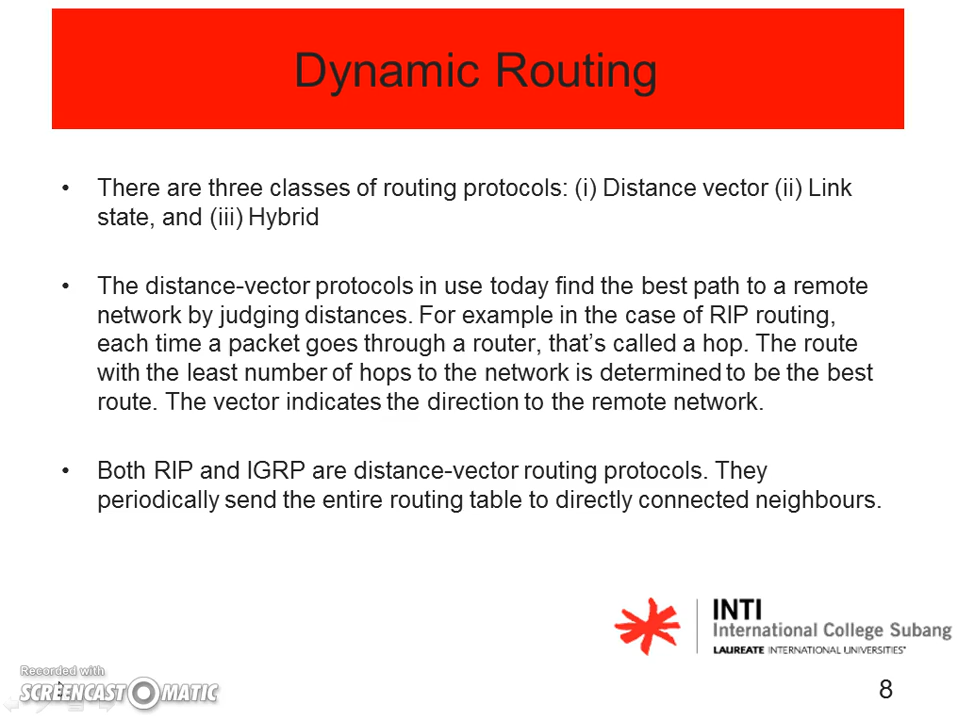 Dynamic Routing
• There are three classes of routing protocols: (i) Distance vector (ii) Link
state, and (iii) Hybrid
• The distance-vector protocols in use today find the best path to a remote
network by judging distances. For example in the case of RIP routing,
each time a packet goes through a router, that’s called a hop. The route
with the least number of hops to the network is determined to be the best
route. The vector indicates the direction to the remote network.
• Both RIP and IGRP are distance-vector routing protocols. They
periodically send the entire routing table to directly connected neighbours.
INTI
International College Subang
LAUREATE INTERNATIONAL UNIVERSITIES*
Recorded with
SCREENCAST-O-MATIC
8